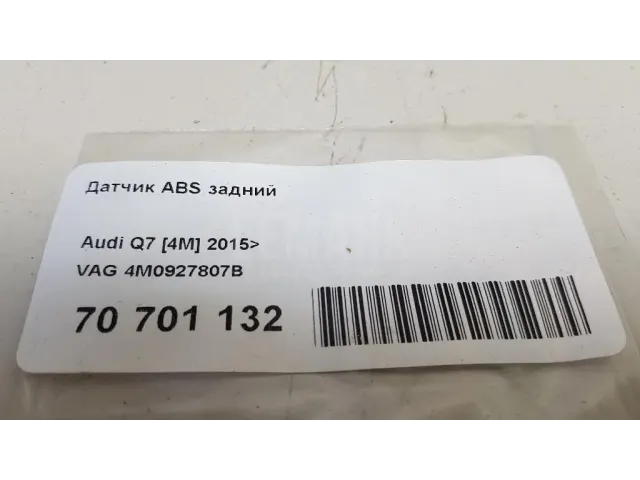 Датчик ABS задний
Audi Q7 [4M] 2015>
VAG 4M0927807B
70 701 132